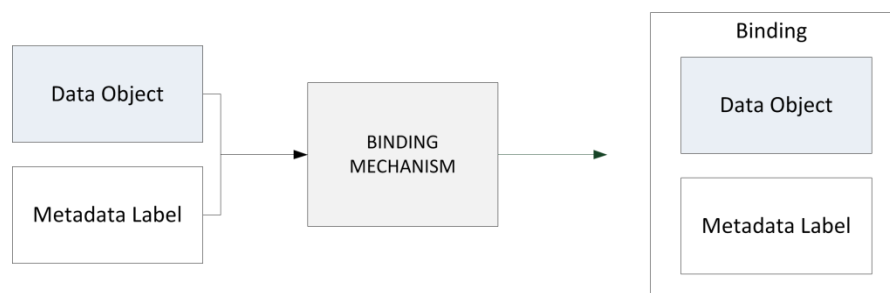 Data Object
Metadata Label
BINDING
MECHANISM
Binding
Data Object
Metadata Label